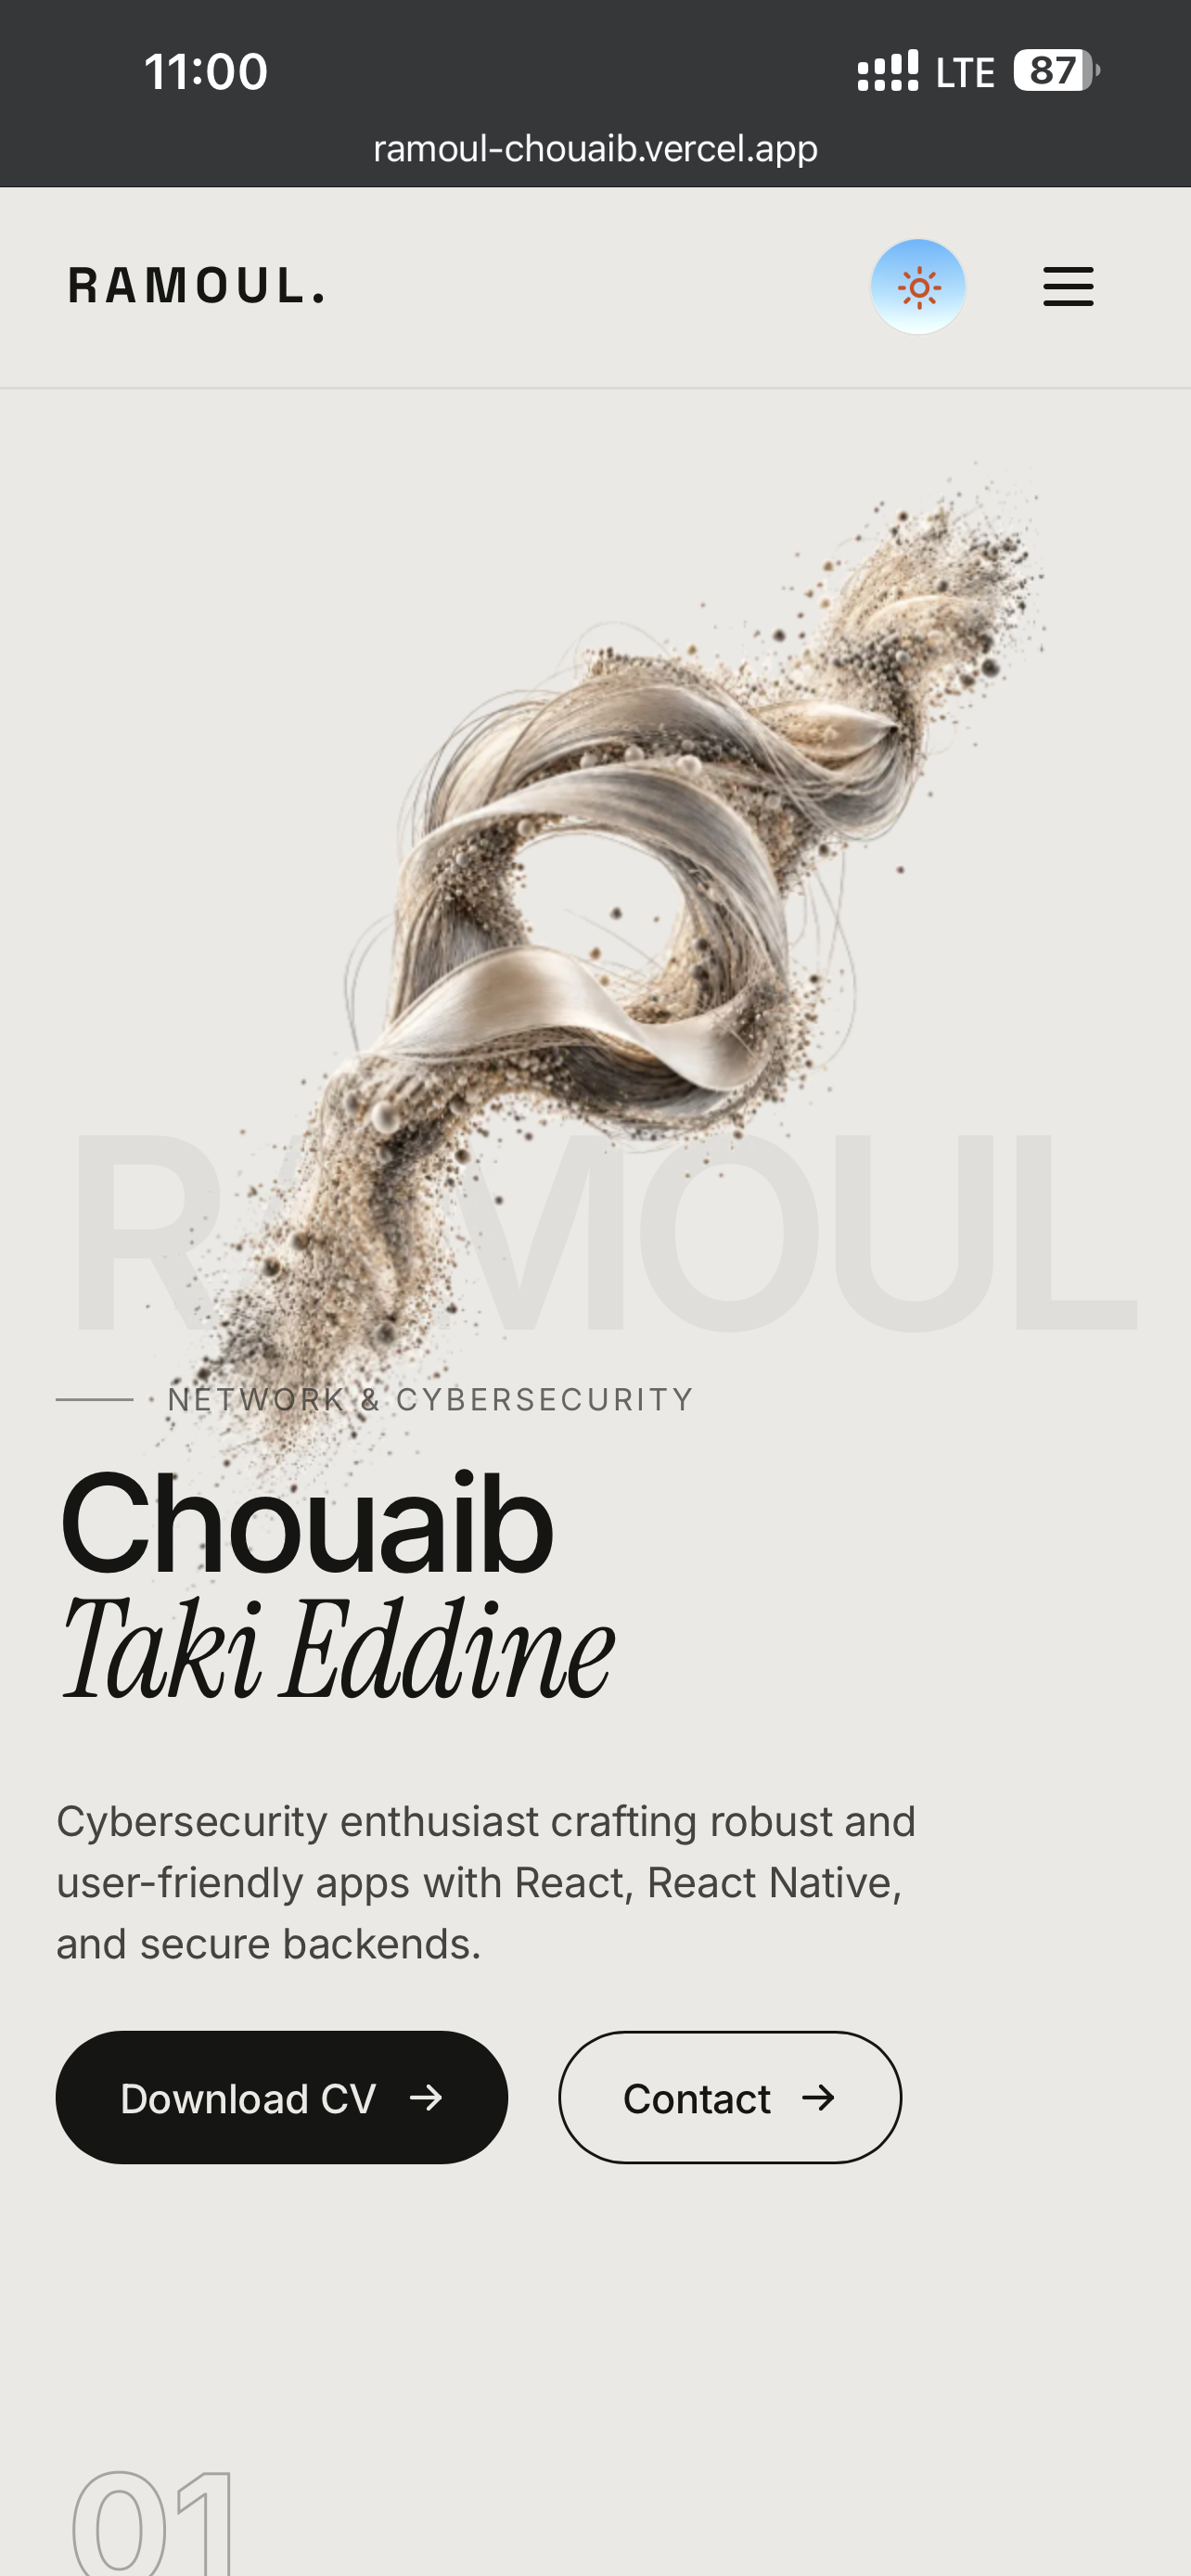 11:00
LTE 87
ramoul-chouaib.vercel.app
RAMOUL.
RAMOUL
NETWORK & CYBERSECURITY
Chouaib
Taki Eddine
Cybersecurity enthusiast crafting robust and
user-friendly apps with React, React Native,
and secure backends.
Download CV →
Contact →
01